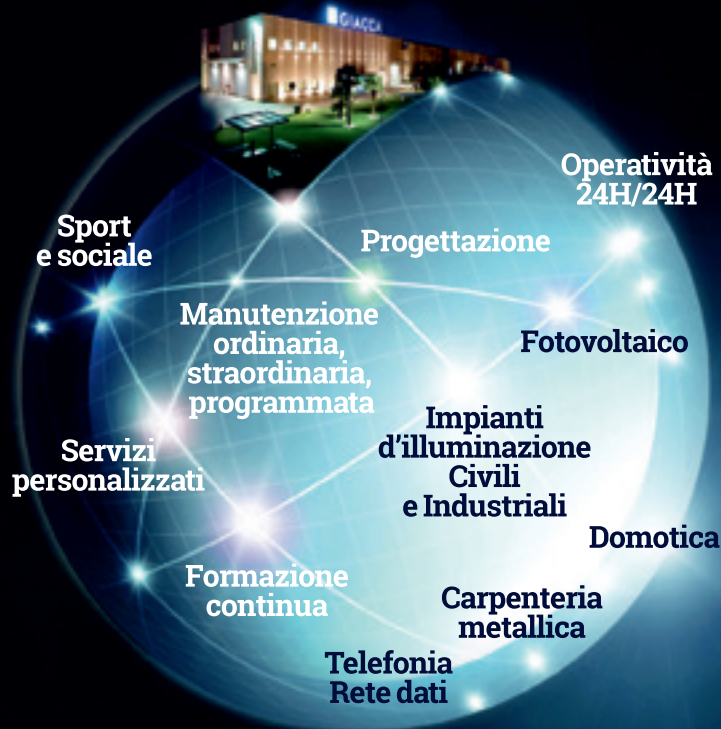 GIACCA
Operatività
24H/24H
Sport
e sociale
Progettazione
Manutenzione
ordinaria,
straordinaria,
programmata
Fotovoltaico
Impianti
d’illuminazione
Civili
e Industriali
Servizi
personalizzati
Domotica
Formazione
continua
Carpenteria
metallica
Telefonia
Rete dati